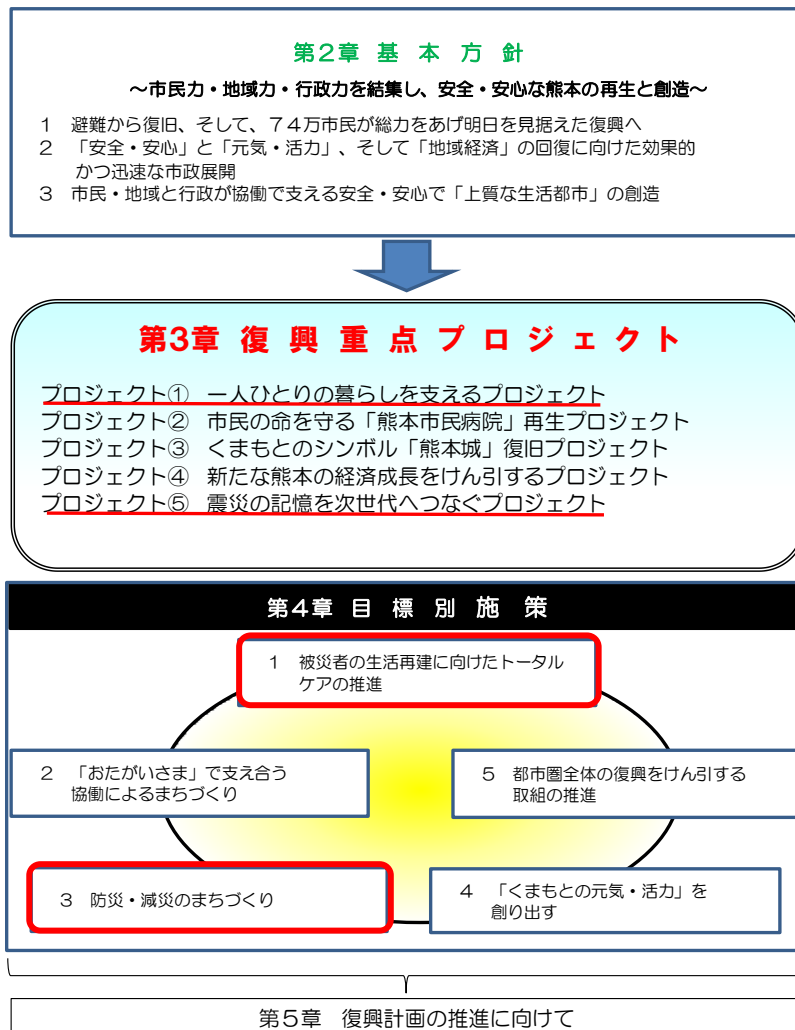 第2章 基 本 方 針
～市民力・地域力・行政力を結集し、安全・安心な熊本の再生と創造～
1 避難から復旧、そして、７４万市民が総力をあげ明日を見据えた復興へ
2 「安全・安心」と「元気・活力」、そして「地域経済」の回復に向けた効果的
かつ迅速な市政展開
3 市民・地域と行政が協働で支える安全・安心で「上質な生活都市」の創造
第3章 復 興 重 点 プ ロ ジ ェ ク ト
プロジェクト① 一人ひとりの暮らしを支えるプロジェクト
プロジェクト② 市民の命を守る「熊本市民病院」再生プロジェクト
プロジェクト③ くまもとのシンボル「熊本城」復旧プロジェクト
プロジェクト④ 新たな熊本の経済成長をけん引するプロジェクト
プロジェクト⑤ 震災の記憶を次世代へつなぐプロジェクト
第4章 目 標 別 施 策
1 被災者の生活再建に向けたトータル
ケアの推進
2 「おたがいさま」で支え合う
協働によるまちづくり
5 都市圏全体の復興をけん引する
取組の推進
3 防災・減災のまちづくり
4 「くまもとの元気・活力」を
創り出す
第5章 復興計画の推進に向けて